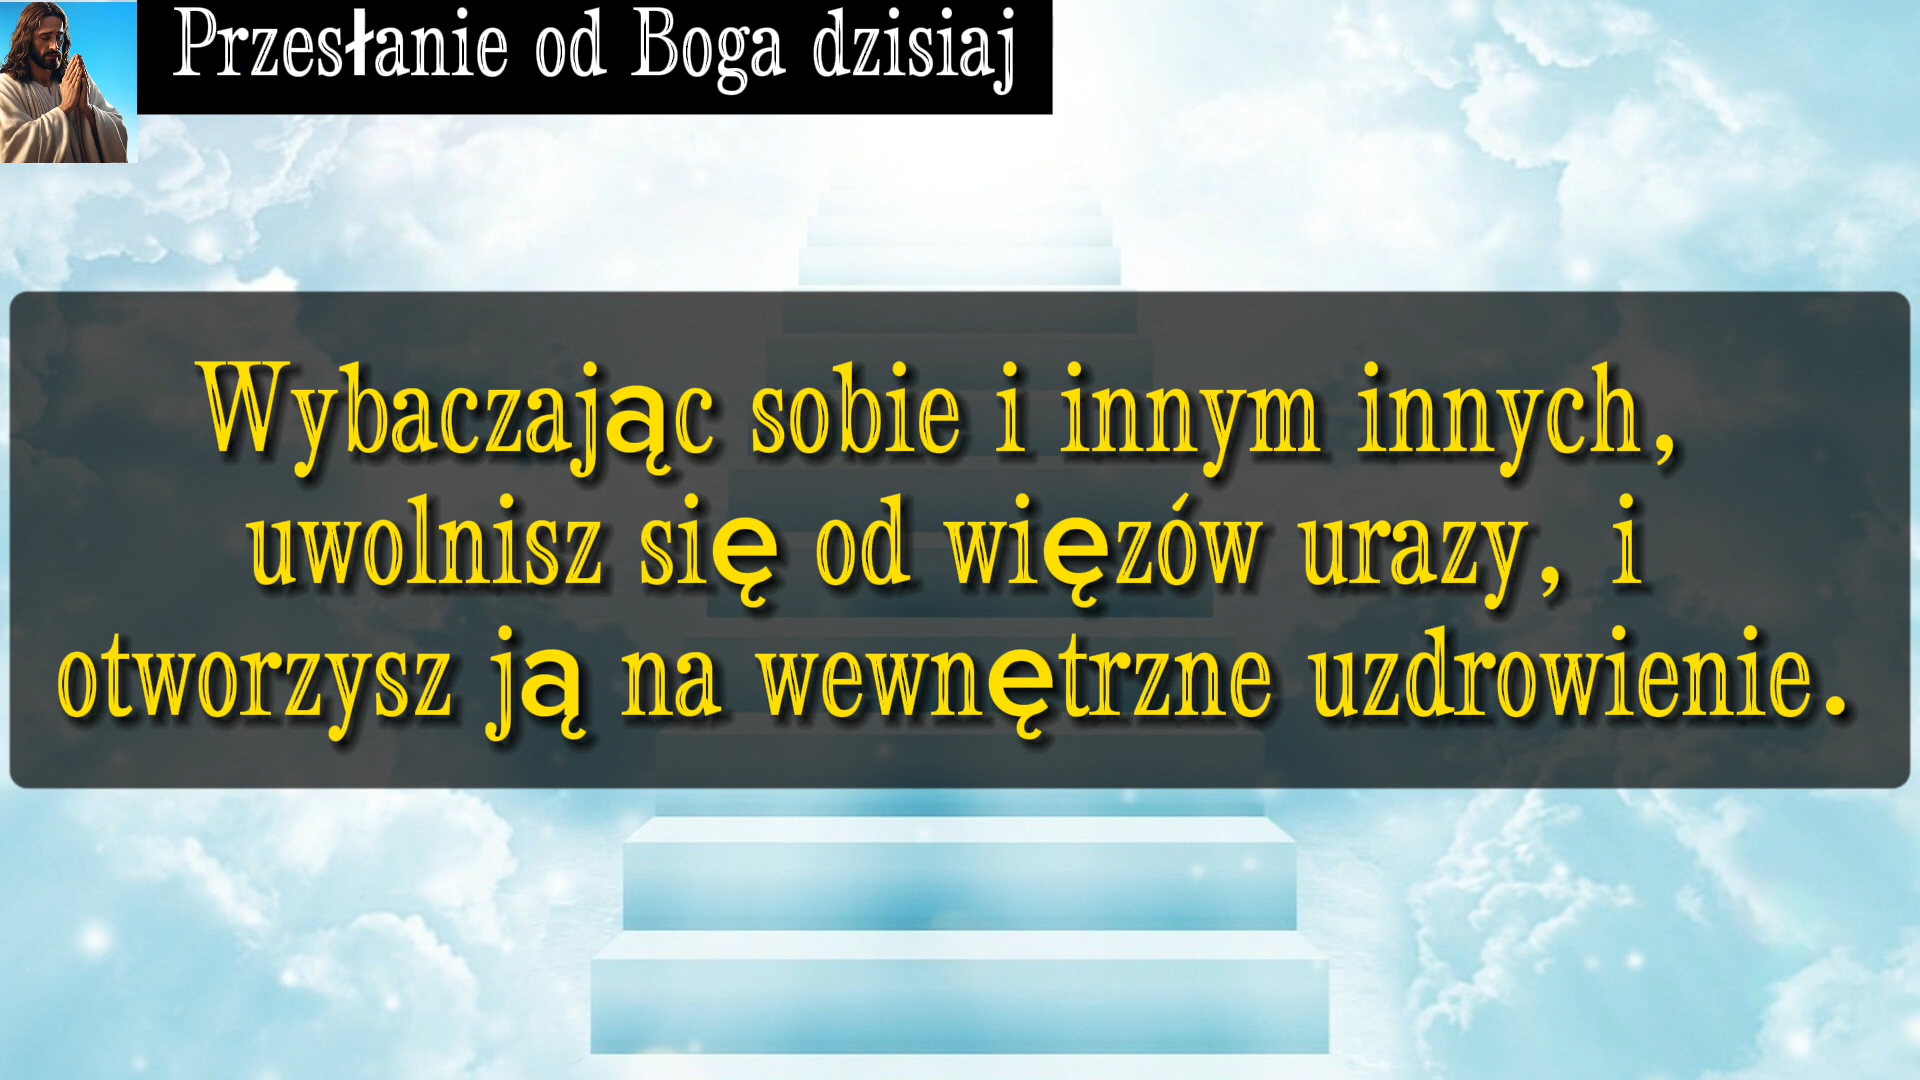 Przesłanie od Boga dzisiaj
Wybaczając sobie i innym innych,
uwolnisz się od więzów urazy, i
otworzysz ją na wewnętrzne uzdrowienie.